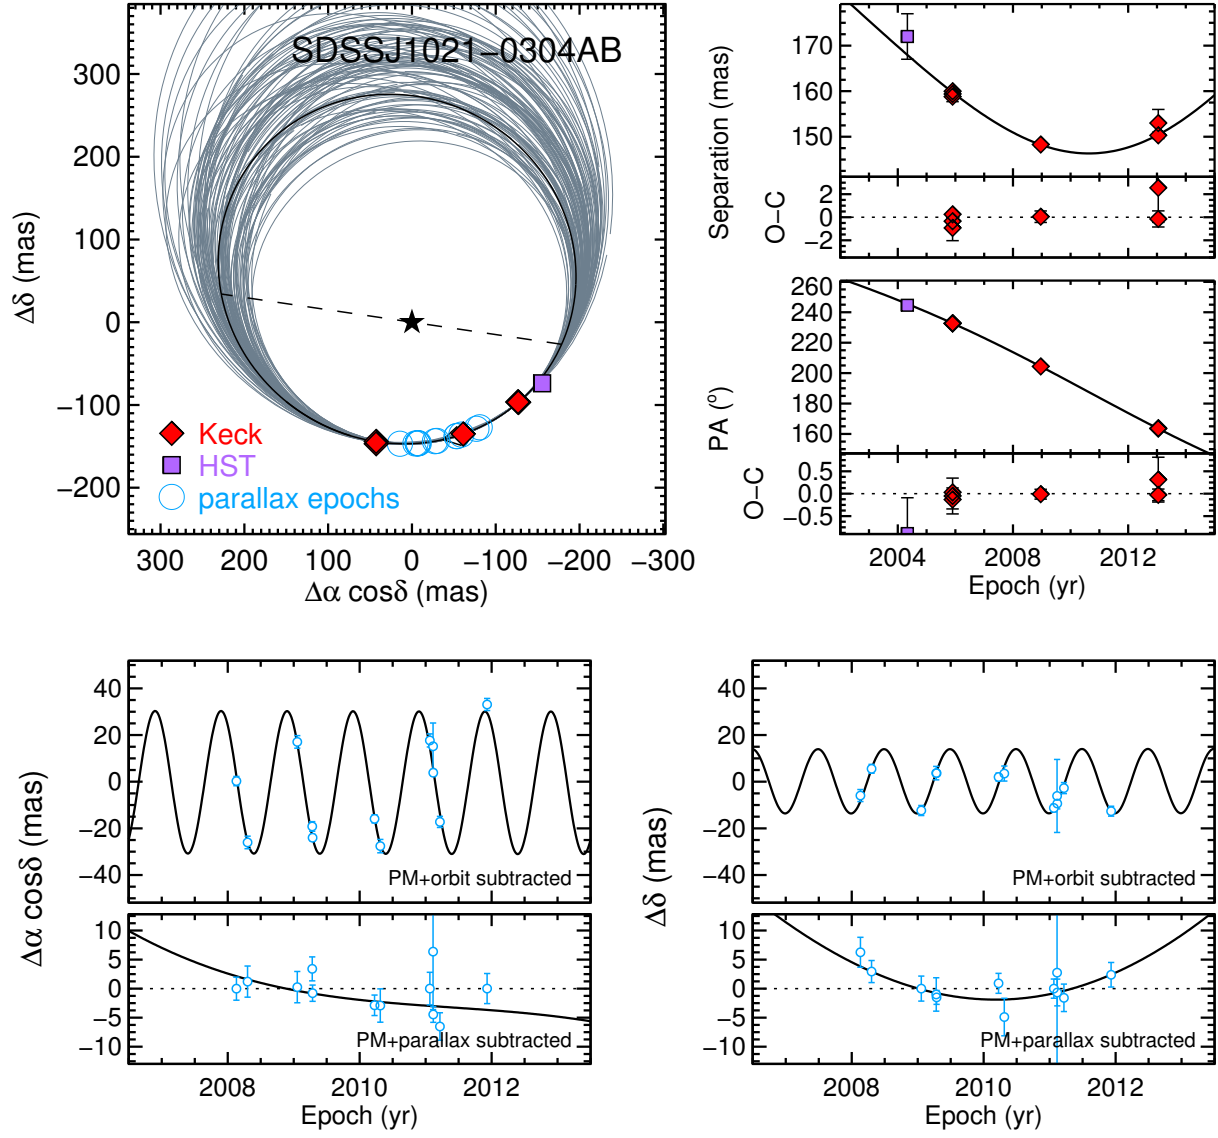 SDSSJ1021−0304AB
300
200
100
0
−100
−200
Δδ (mas)
300 200 100 0 −100 −200 −300
Δα cosδ (mas)
Keck
HST
parallax epochs
170
160
150
Separation (mas)
2
0
−2
O−C
260
240
220
200
180
160
PA (°)
0.5
0.0
−0.5
O−C
2004 2008 2012
Epoch (yr)
40
20
0
−20
−40
PM+orbit subtracted
Δα cosδ (mas)
10
5
0
−5
−10
PM+parallax subtracted
2008 2010 2012
Epoch (yr)
40
20
0
−20
−40
PM+orbit subtracted
Δδ (mas)
10
5
0
−5
−10
PM+parallax subtracted
2008 2010 2012
Epoch (yr)